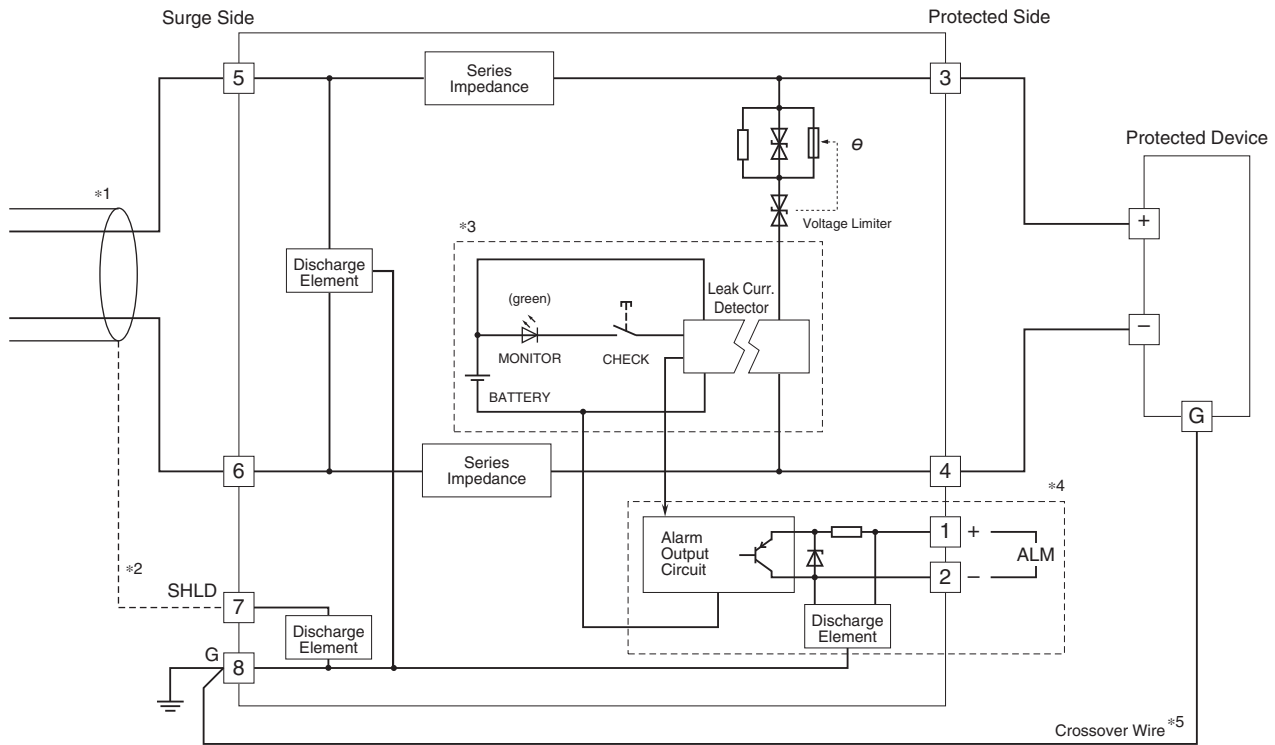 Surge Side
Protected Side
5
Series
Impedance
3
Protected Device
*1
θ
+
Voltage Limiter
*3
Discharge
Element
Leak Curr.
Detector
(green)
MONITOR
CHECK
−
BATTERY
G
6
Series
Impedance
4
*4
Alarm
Output
Circuit
1
+
ALM
2
−
*2
SHLD
7
Discharge
Element
Discharge
Element
G
8
Crossover Wire *5